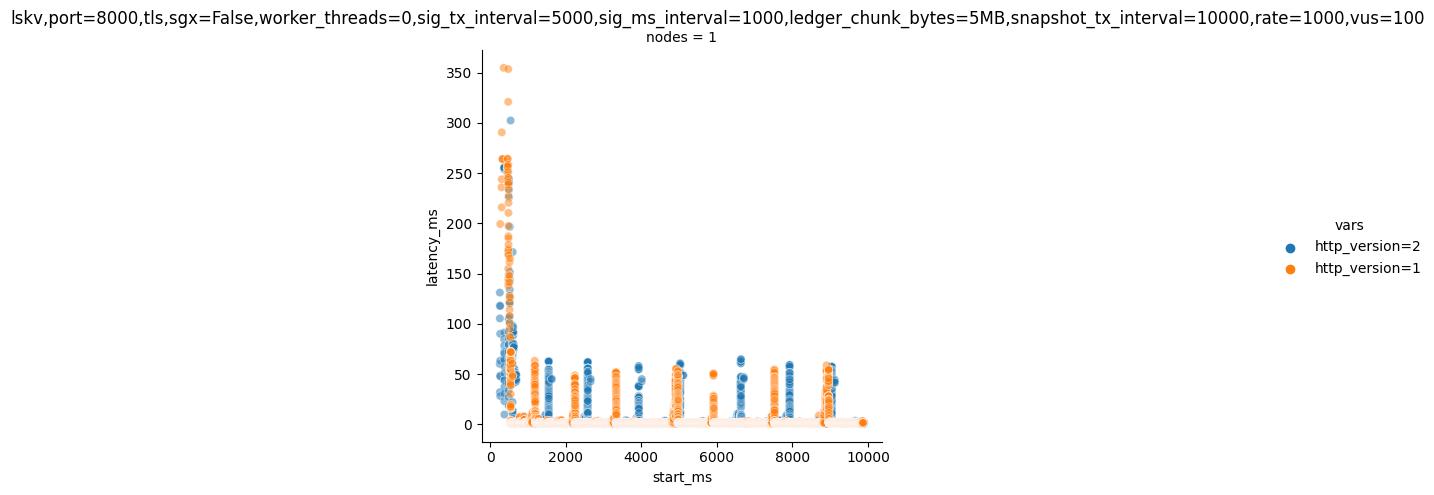 lskv,port=8000,tls,sgx=False,worker_threads=0,sig_tx_interval=5000,sig_ms_interval=1000,ledger_chunk_bytes=5MB,snapshot_tx_interval=10000,rate=1000,vus=100
nodes = 1
350
300
250
200
150
100
50
0
latency_ms
0 2000 4000 6000 8000 10000
start_ms
vars
http_version=2
http_version=1